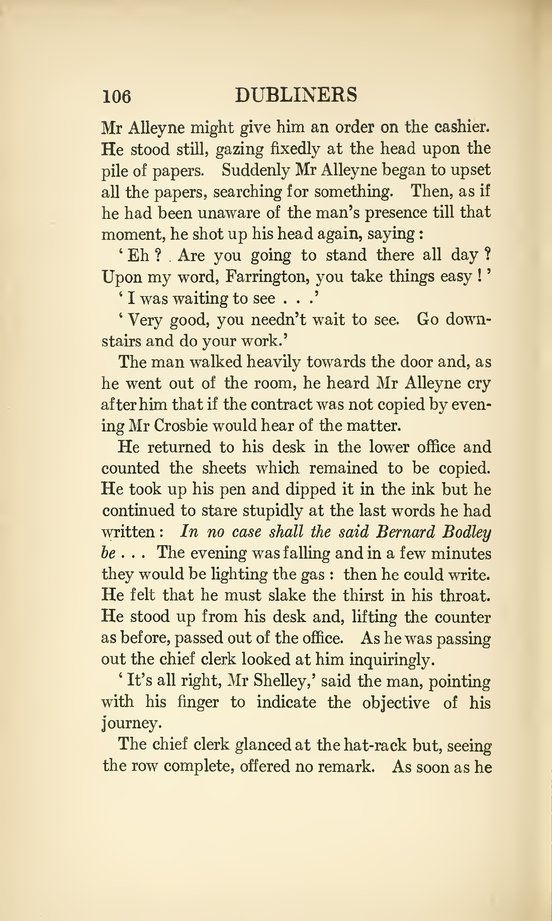 106 DUBLINERS
Mr Alleyne might give him an order on the cashier.
He stood still, gazing fixedly at the head upon the
pile of papers. Suddenly Mr Alleyne began to upset
all the papers, searching for something. Then, as if
he had been unaware of the man's presence till that
moment, he shot up his head again, saying :
‘ Eh ? . Are you going to stand there all day ?
Upon my word, Farrington, you take things easy ! ’
‘ I was waiting to see . . .’
‘ Very good, you needn't wait to see. Go down-
stairs and do your work.’
The man walked heavily towards the door and, as
he went out of the room, he heard Mr Alleyne cry
after him that if the contract was not copied by even-
ing Mr Crosbie would hear of the matter.
He returned to his desk in the lower office and
counted the sheets which remained to be copied.
He took up his pen and dipped it in the ink but he
continued to stare stupidly at the last words he had
written : In no case shall the said Bernard Bodley
be . . . The evening was falling and in a few minutes
they would be lighting the gas : then he could write.
He felt that he must slake the thirst in his throat.
He stood up from his desk and, lifting the counter
as before, passed out of the office. As he was passing
out the chief clerk looked at him inquiringly.
‘ It's all right, Mr Shelley,’ said the man, pointing
with his finger to indicate the objective of his
journey.
The chief clerk glanced at the hat-rack but, seeing
the row complete, offered no remark. As soon as he